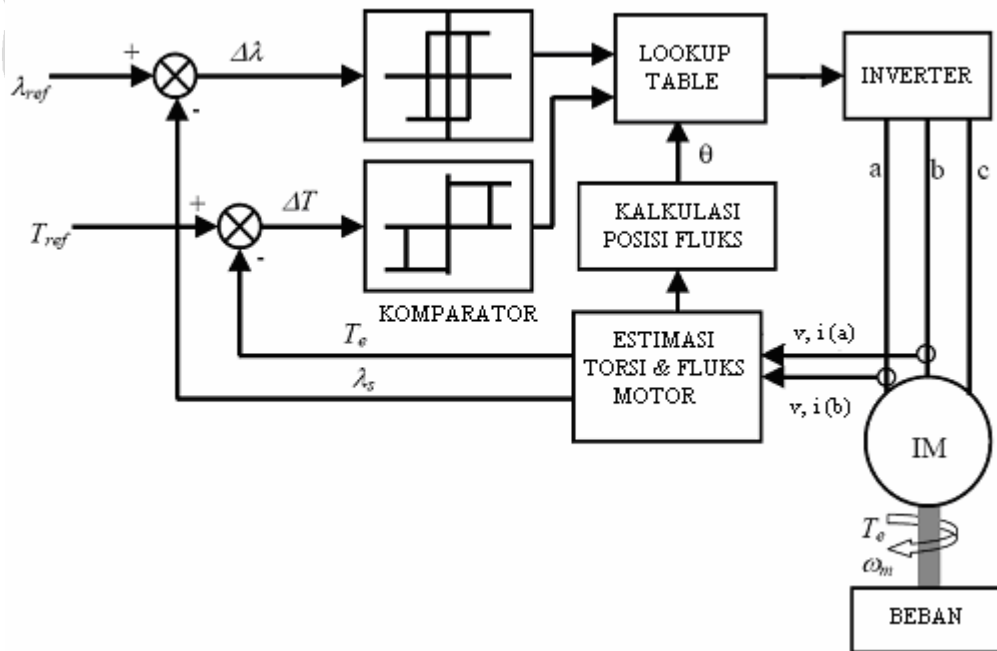 +
Δλ
λref
-
LOOKUP
TABLE
INVERTER
a
b
c
θ
+
ΔT
Tref
-
KALKULASI
POSISI FLUKS
KOMPARATOR
Te
ESTIMASI
TORSI & FLUKS
MOTOR
v, i (a)
λs
v, i (b)
IM
Te
ωm
BEBAN